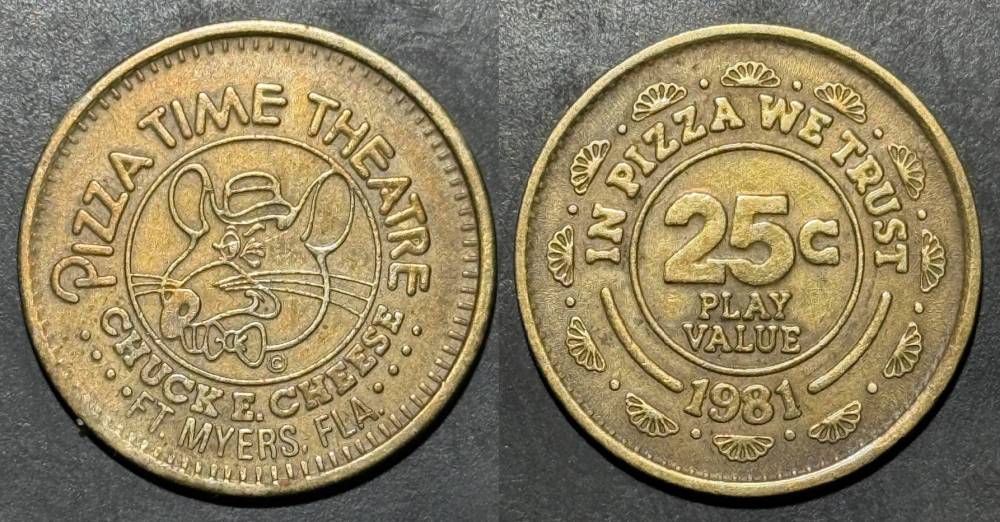 PIZZA TIME THEATRE
CHUCK E. CHEESE
©
FT. MYERS, FLA.
IN PIZZA WE TRUST
25c
PLAY
VALUE
1981